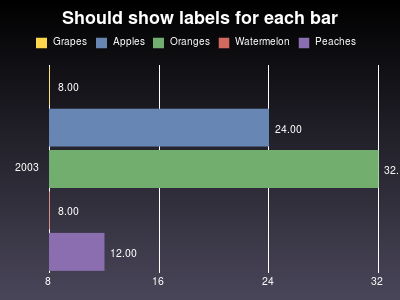 Should show labels for each bar
Grapes Apples Oranges Watermelon Peaches
8.00
24.00
2003
32.
8.00
12.00
8 16 24 32